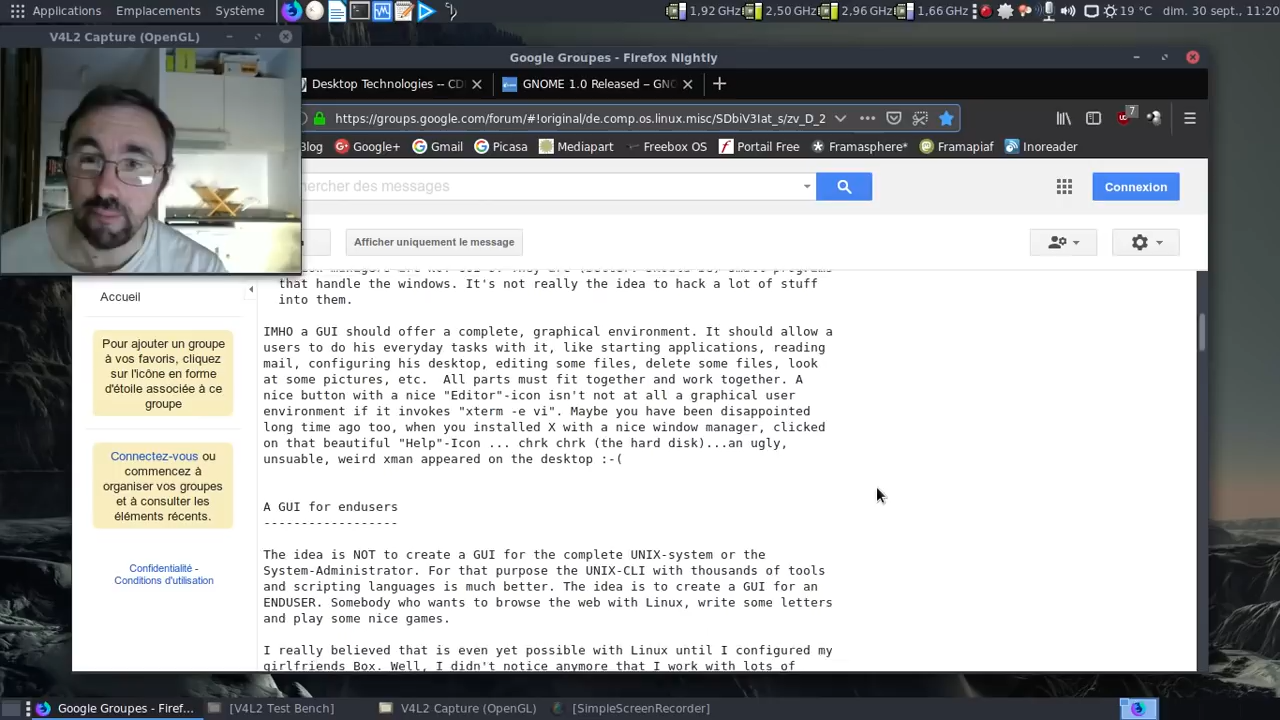 Applications Emplacements Système
1,92 GHz 2,50 GHz 2,96 GHz 1,66 GHz 19 °C dim. 30 sept., 11:20
V4L2 Capture (OpenGL)
Google Groupes - Firefox Nightly
Desktop Technologies -- CD
GNOME 1.0 Released – GN
https://groups.google.com/forum/#!original/de.comp.os.linux.misc/SDbiV3Iat_s/zv_D_2
7
Blog Google+ Gmail Picasa Mediapart Freebox OS Portail Free Framasphere* Framapiaf Inoreader
hercher des messages
Connexion
Afficher uniquement le message
Accueil
Pour ajouter un groupe
à vos favoris, cliquez
sur l'icône en forme
d'étoile associée à ce
groupe
Connectez-vous ou
commencez à
organiser vos groupes
et à consulter les
éléments récents.
Confidentialité -
Conditions d'utilisation
that handle the windows. It's not really the idea to hack a lot of stuff
into them.
IMHO a GUI should offer a complete, graphical environment. It should allow a
users to do his everyday tasks with it, like starting applications, reading
mail, configuring his desktop, editing some files, delete some files, look
at some pictures, etc. All parts must fit together and work together. A
nice button with a nice "Editor"-icon isn't not at all a graphical user
environment if it invokes "xterm -e vi". Maybe you have been disappointed
long time ago too, when you installed X with a nice window manager, clicked
on that beautiful "Help"-Icon ... chrk chrk (the hard disk)...an ugly,
unsuable, weird xman appeared on the desktop :-(
A GUI for endusers
------------------
The idea is NOT to create a GUI for the complete UNIX-system or the
System-Administrator. For that purpose the UNIX-CLI with thousands of tools
and scripting languages is much better. The idea is to create a GUI for an
ENDUSER. Somebody who wants to browse the web with Linux, write some letters
and play some nice games.
I really believed that is even yet possible with Linux until I configured my
girlfriends Box. Well, I didn't notice anymore that I work with lots of
Google Groupes - Firef...
[V4L2 Test Bench]
V4L2 Capture (OpenGL)
[SimpleScreenRecorder]